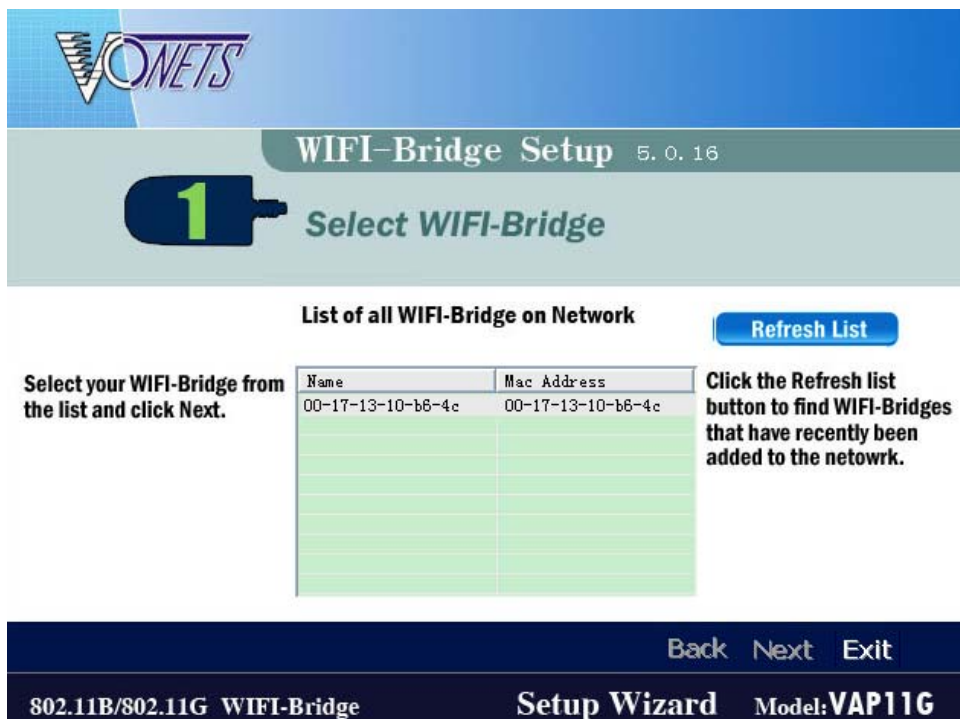 VONETS
WIFI-Bridge Setup 5.0.16
1
Select WIFI-Bridge
List of all WIFI-Bridge on Network
Refresh List
Select your WIFI-Bridge from
the list and click Next.
Name Mac Address
00-17-13-10-b6-4c 00-17-13-10-b6-4c
Click the Refresh list
button to find WIFI-Bridges
that have recently been
added to the netowrk.
Back Next Exit
802.11B/802.11G WIFI-Bridge Setup Wizard Model:VAP11G